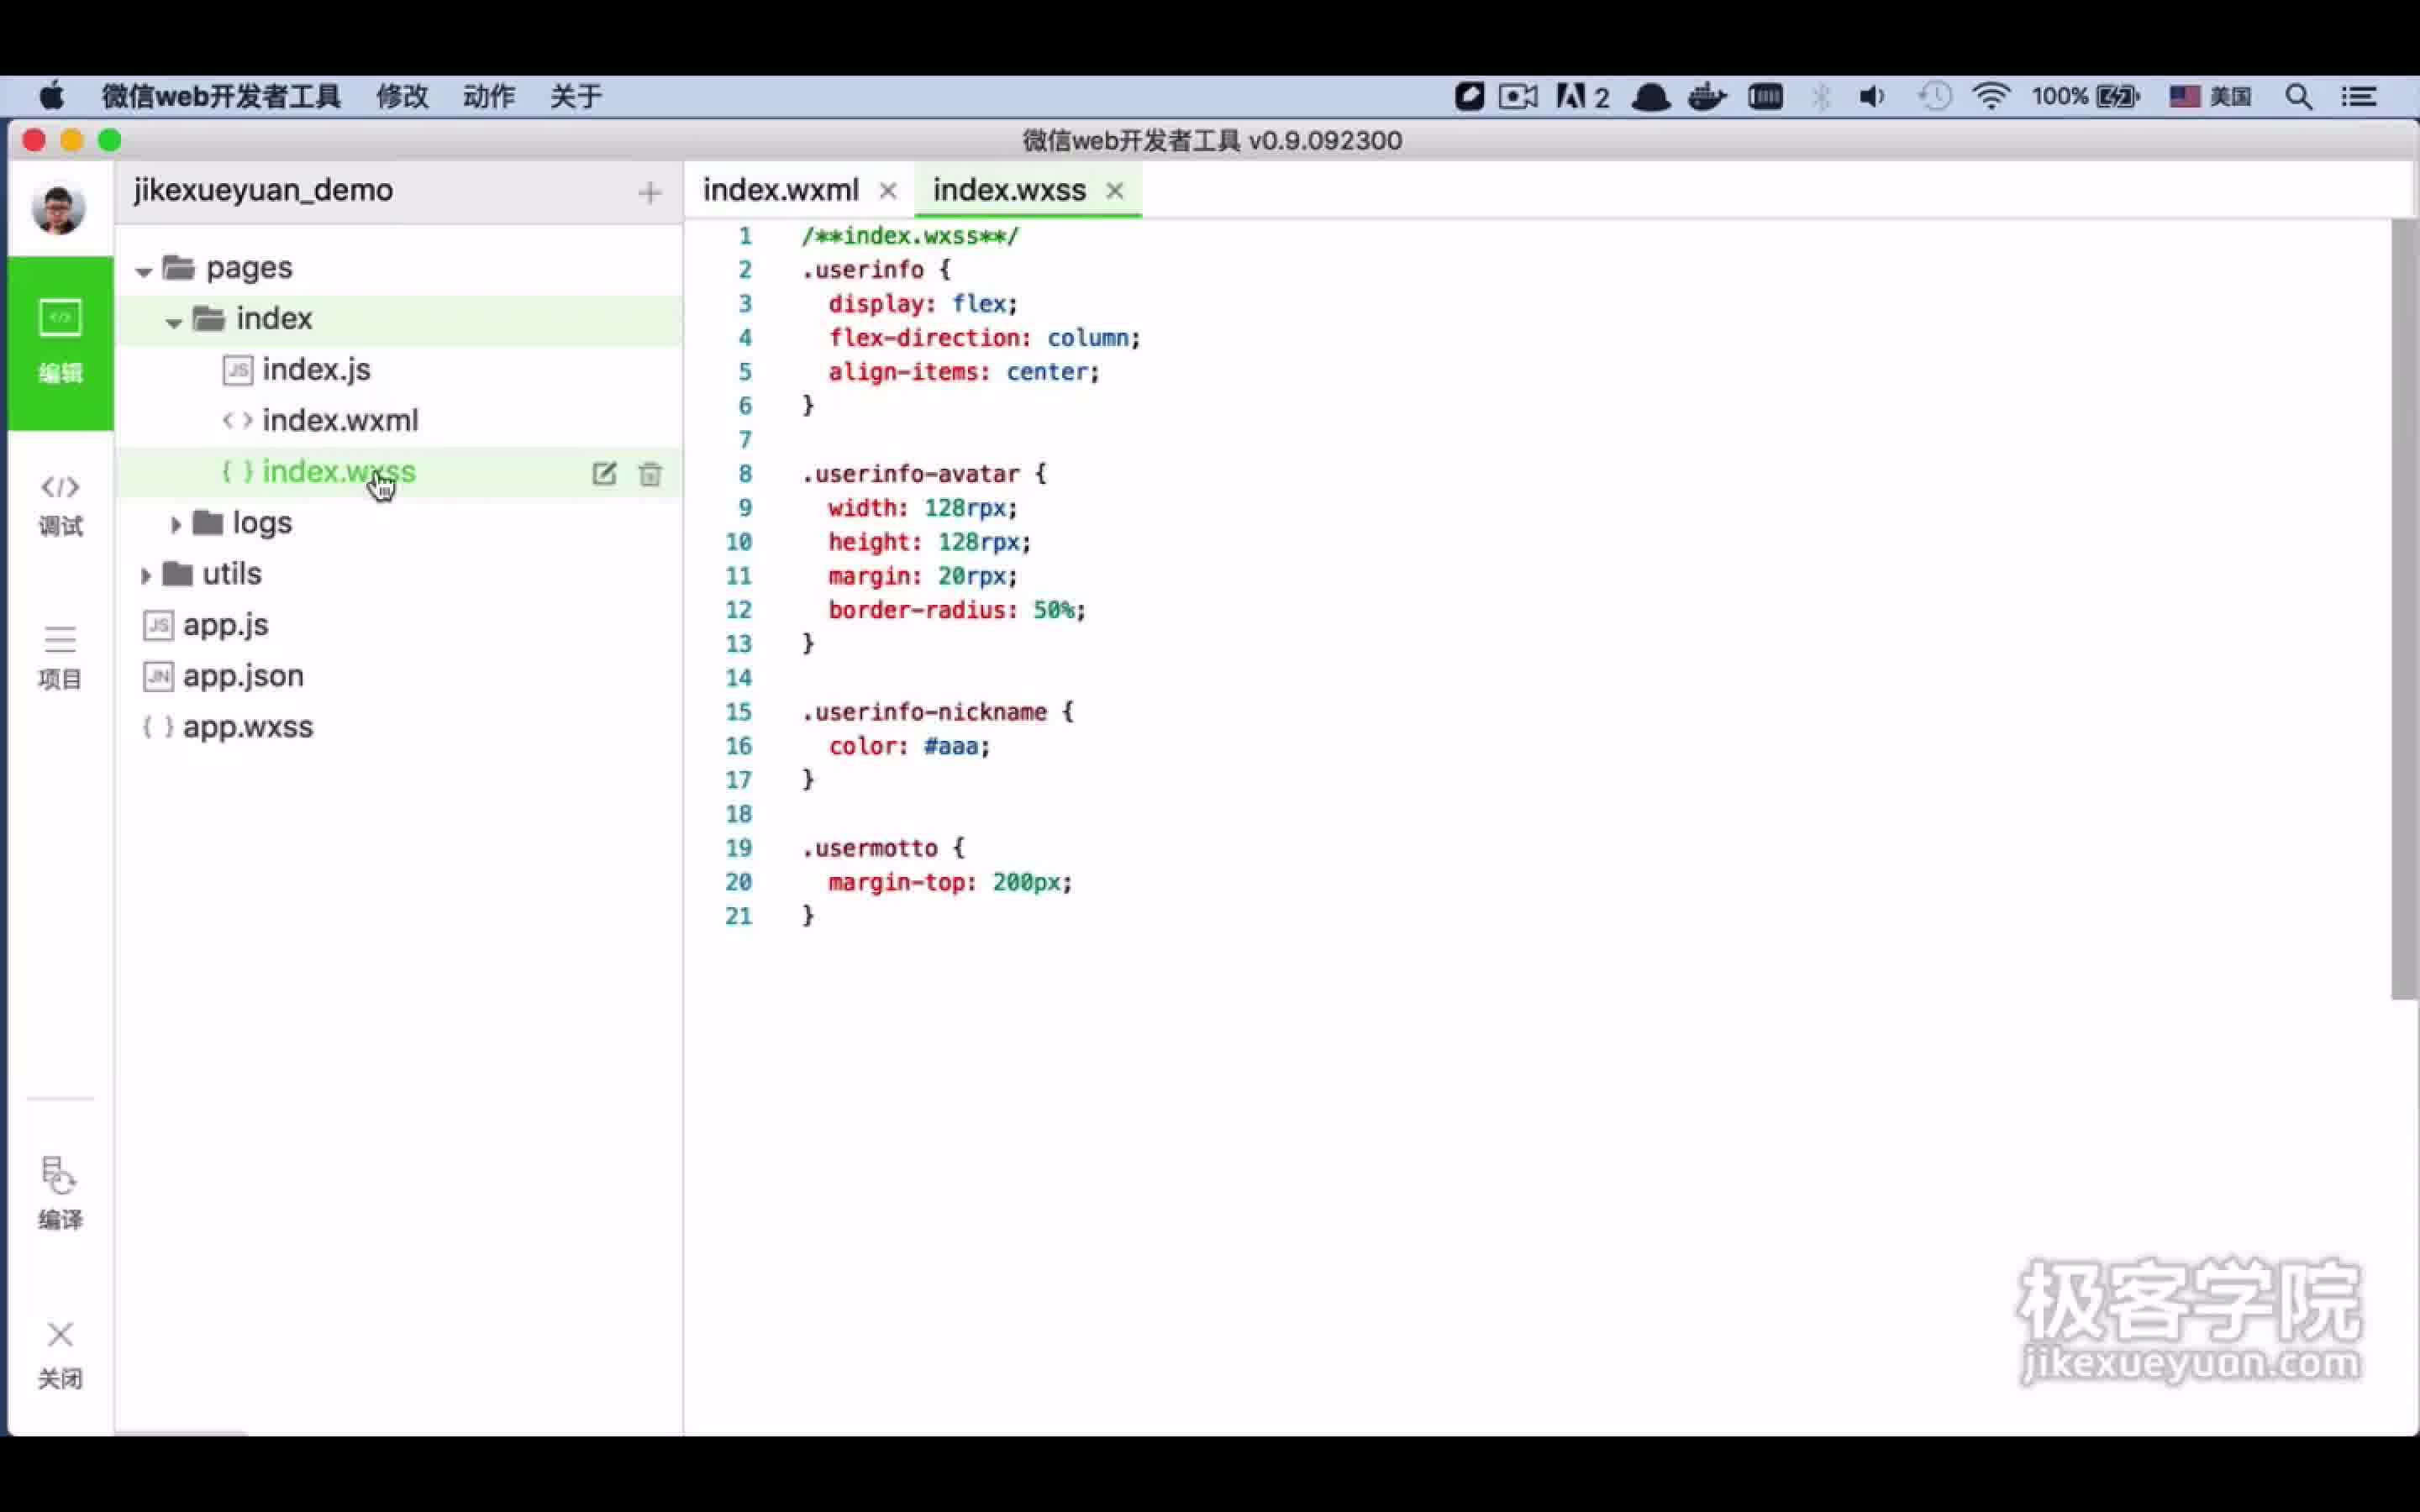 微信web开发者工具 修改 动作 关于 2 100% 美国
微信web开发者工具 v0.9.092300
jikexueyuan_demo
index.wxml
index.wxss
编辑
调试
项目
编译
关闭
pages
index
JS index.js
index.wxml
{ } index.wxss
logs
utils
JS app.js
JN app.json
{ } app.wxss
1 /**index.wxss**/
2 .userinfo {
3 display: flex;
4 flex-direction: column;
5 align-items: center;
6 }
7
8 .userinfo-avatar {
9 width: 128rpx;
10 height: 128rpx;
11 margin: 20rpx;
12 border-radius: 50%;
13 }
14
15 .userinfo-nickname {
16 color: #aaa;
17 }
18
19 .usermotto {
20 margin-top: 200px;
21 }
极客学院
jikexueyuan.com